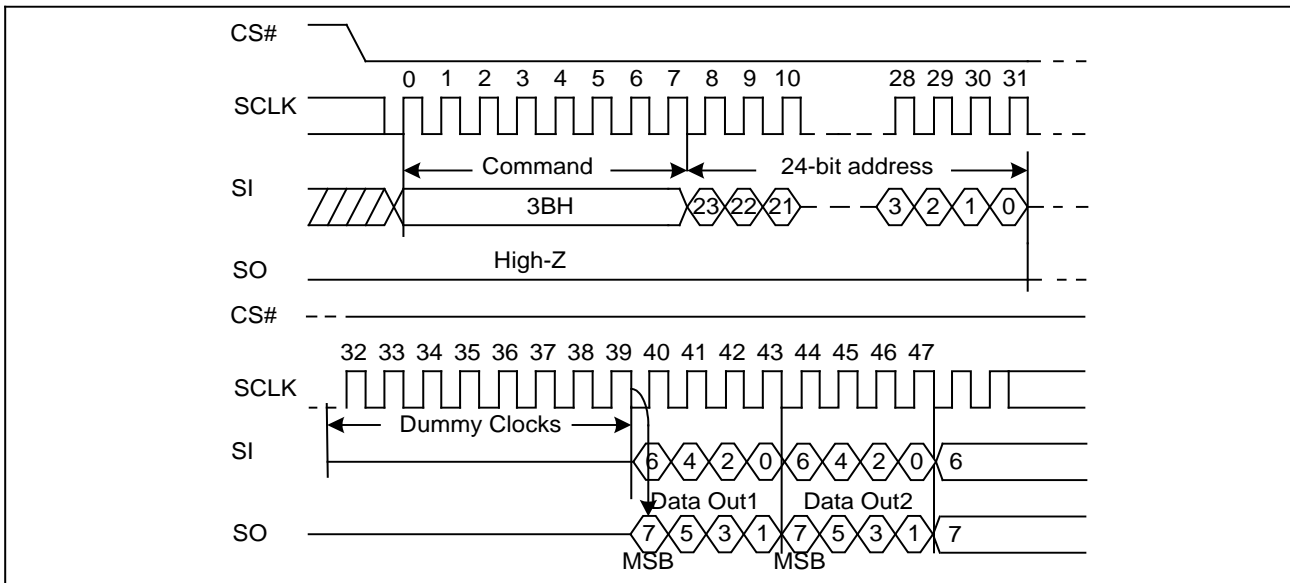 CS#
0 1 2 3 4 5 6 7 8 9 10 28 29 30 31
SCLK
Command 24-bit address
SI
3BH 23 22 21 3 2 1 0
High-Z
SO
CS#
32 33 34 35 36 37 38 39 40 41 42 43 44 45 46 47
SCLK
Dummy Clocks
SI 6 4 2 0 6 4 2 0 6
Data Out1 Data Out2
SO 7 5 3 1 7 5 3 1 7
MSB MSB